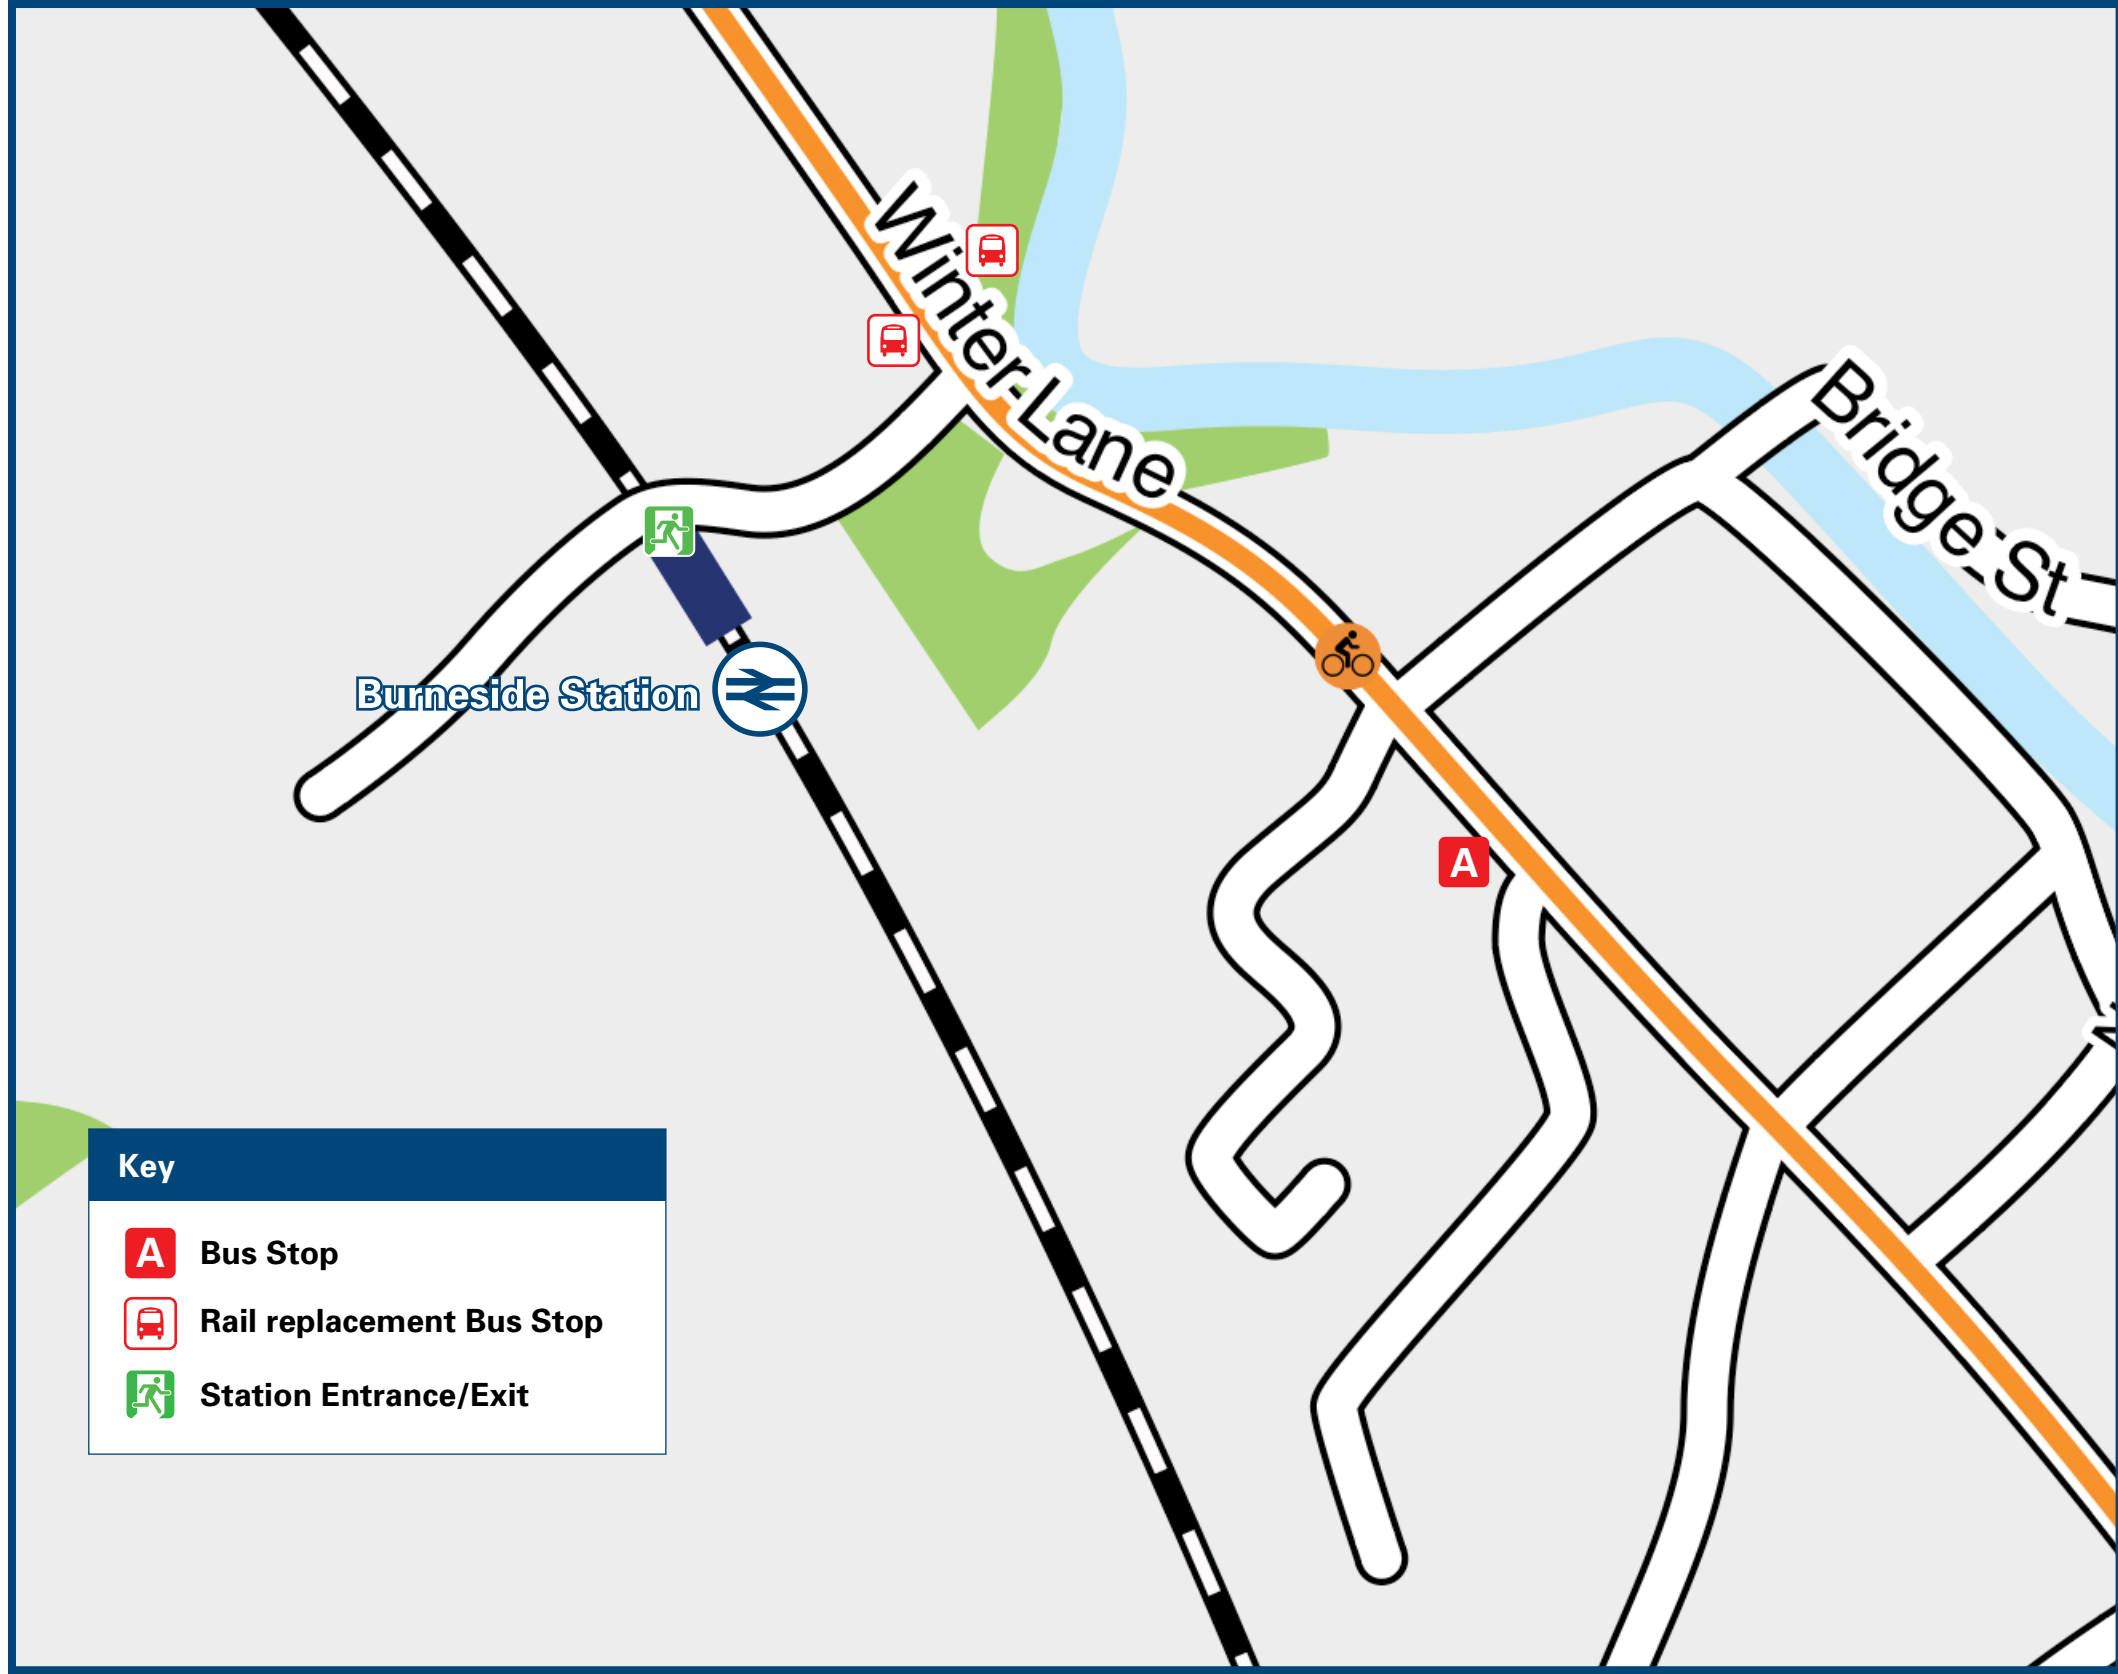 Winter Lane
Bridge St
Burneside Station
A
Key
A Bus Stop
Rail replacement Bus Stop
Station Entrance/Exit